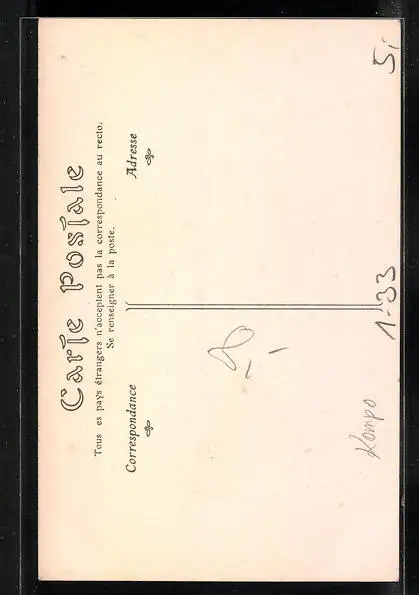 Carte Postale
Tous es pays étrangers n'acceptent pas la correspondance au recto.
Se renseigner à la poste.
Correspondance
Adresse
Kompo
1-33